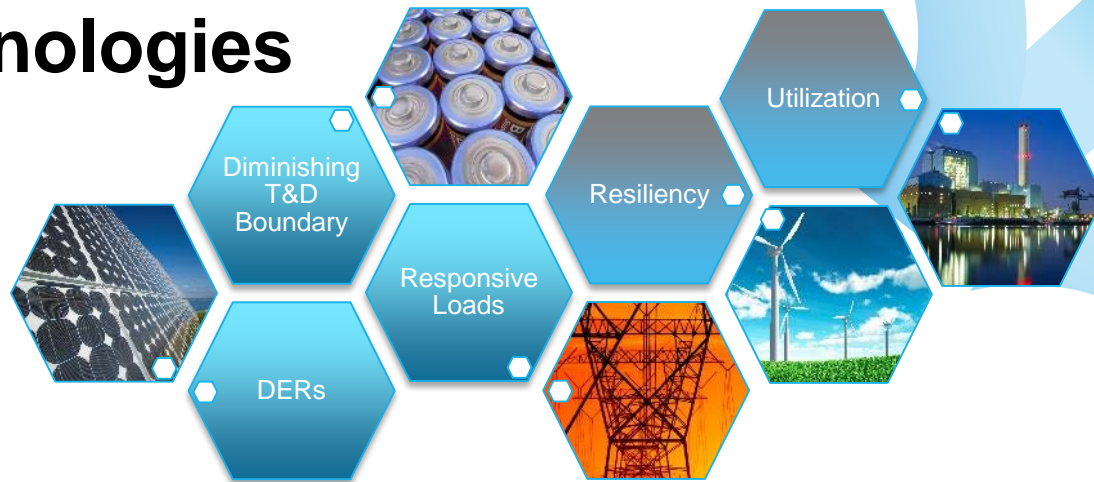 nologies
Diminishing
T&D
Boundary
DERs
Responsive
Loads
Resiliency
Utilization